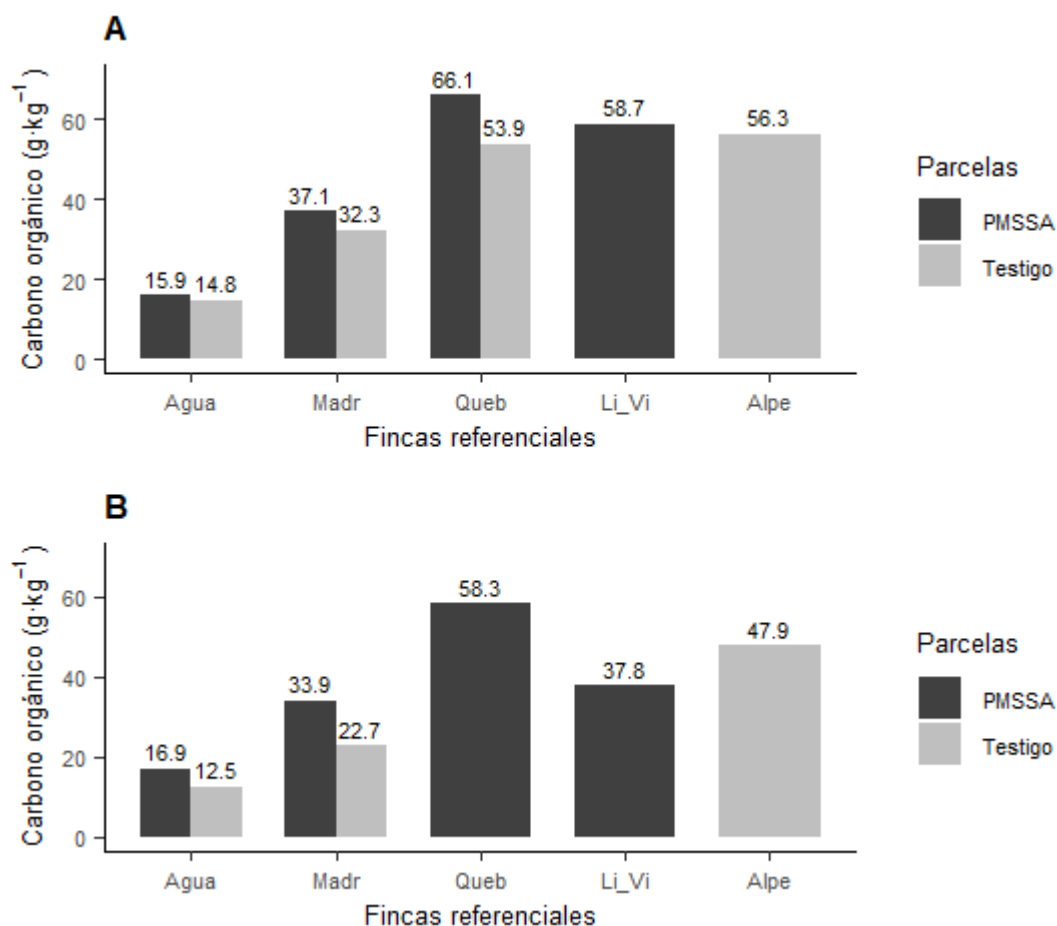 A
Carbono orgánico (g·kg⁻¹)
60
40
20
0
15.9 14.8
37.1 32.3
66.1 53.9
58.7
56.3
Agua Madr Queb Li_Vi Alpe
Fincas referenciales
Parcelas
PMSSA
Testigo
B
Carbono orgánico (g·kg⁻¹)
60
40
20
0
16.9 12.5
33.9 22.7
58.3
37.8
47.9
Agua Madr Queb Li_Vi Alpe
Fincas referenciales
Parcelas
PMSSA
Testigo